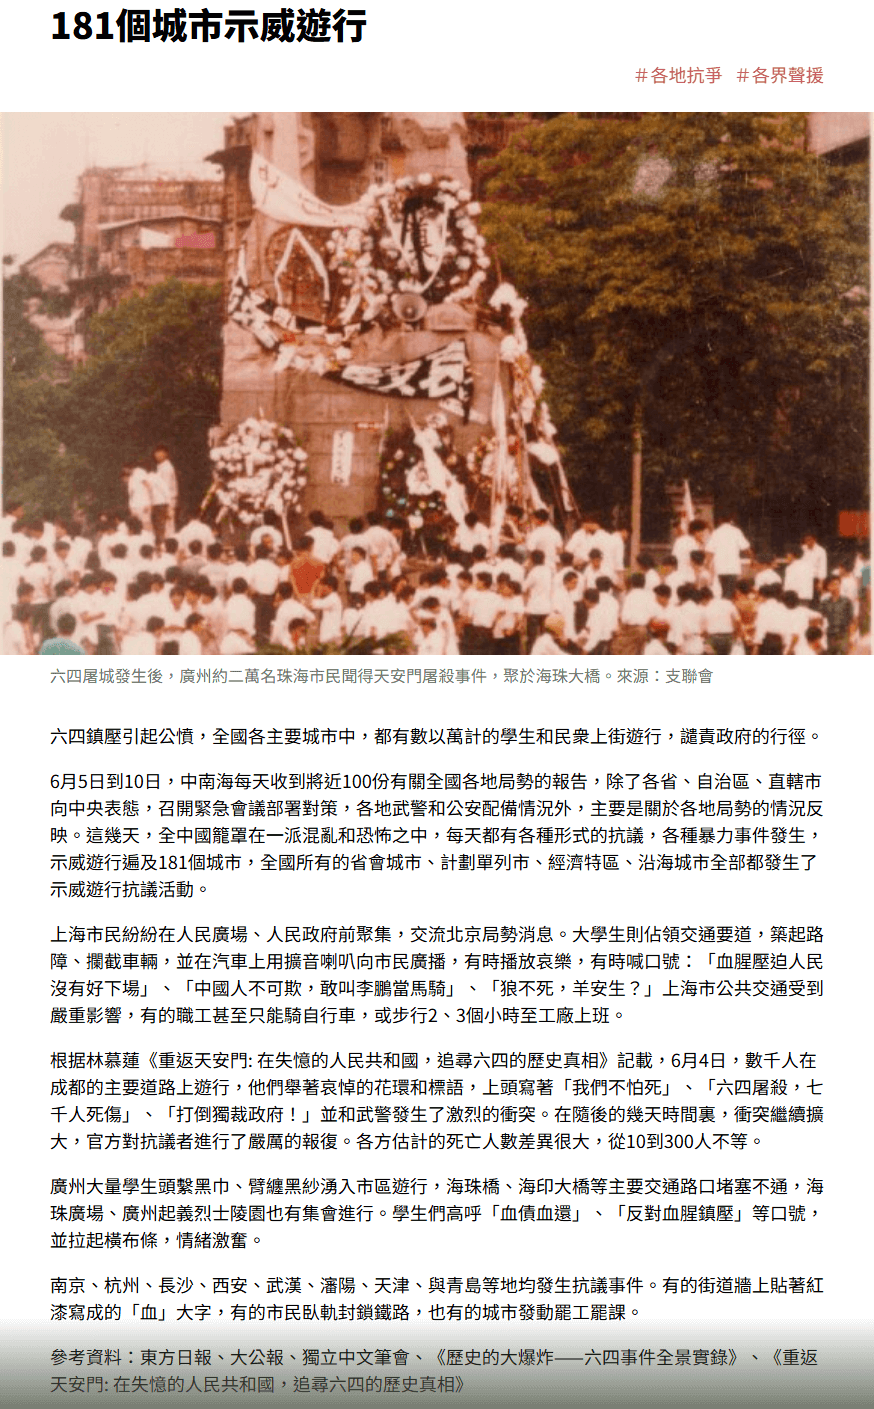 181個城市示威遊行
＃各地抗爭 ＃各界聲援
六四屠城發生後，廣州約二萬名珠海市民聞得天安門屠殺事件，聚於海珠大橋。來源：支聯會
六四鎮壓引起公憤，全國各主要城市中，都有數以萬計的學生和民衆上街遊行，譴責政府的行徑。
6月5日到10日，中南海每天收到將近100份有關全國各地局勢的報告，除了各省、自治區、直轄市
向中央表態，召開緊急會議部署對策，各地武警和公安配備情況外，主要是關於各地局勢的情況反
映。這幾天，全中國籠罩在一派混亂和恐怖之中，每天都有各種形式的抗議，各種暴力事件發生，
示威遊行遍及181個城市，全國所有的省會城市、計劃單列市、經濟特區、沿海城市全部都發生了
示威遊行抗議活動。
上海市民紛紛在人民廣場、人民政府前聚集，交流北京局勢消息。大學生則佔領交通要道，築起路
障、攔截車輛，並在汽車上用擴音喇叭向市民廣播，有時播放哀樂，有時喊口號：「血腥壓迫人民
沒有好下場」、「中國人不可欺，敢叫李鵬當馬騎」、「狼不死，羊安生？」上海市公共交通受到
嚴重影響，有的職工甚至只能騎自行車，或步行2、3個小時至工廠上班。
根据林慕蓮《重返天安門: 在失憶的人民共和國，追尋六四的歷史真相》記載，6月4日，數千人在
成都的主要道路上遊行，他們舉著哀悼的花環和標語，上頭寫著「我們不怕死」、「六四屠殺，七
千人死傷」、「打倒獨裁政府！」並和武警發生了激烈的衝突。在隨後的幾天時間裏，衝突繼續擴
大，官方對抗議者進行了嚴厲的報復。各方估計的死亡人數差異很大，從10到300人不等。
廣州大量學生頭繫黑巾、臂纏黑紗湧入市區遊行，海珠橋、海印大橋等主要交通路口堵塞不通，海
珠廣場、廣州起義烈士陵園也有集會進行。學生們高呼「血債血還」、「反對血腥鎮壓」等口號，
並拉起橫布條，情緒激奮。
南京、杭州、長沙、西安、武漢、瀋陽、天津、與青島等地均發生抗議事件。有的街道牆上貼著紅
漆寫成的「血」大字，有的市民臥軌封鎖鐵路，也有的城市發動罷工罷課。
參考資料：東方日報、大公報、獨立中文筆會、《歷史的大爆炸——六四事件全景實錄》、《重返
天安門: 在失憶的人民共和國，追尋六四的歷史真相》